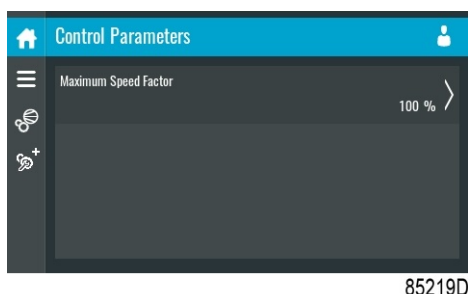 Control Parameters
Maximum Speed Factor
100 %
85219D